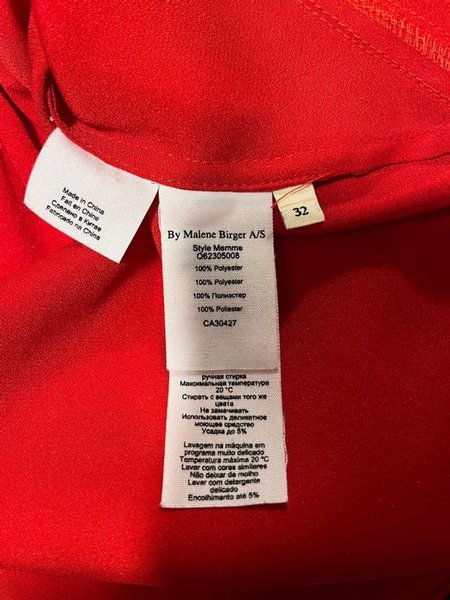 Made in China
Fait en Chine
Сделано в Китае
Fabricado na China
32
By Malene Birger A/S
Style Memme
Q62305008
100% Polyester
100% Polyester
100% Полиэстер
100% Poliester
CA30427
ручная стирка
Максимальная температура
20 °C
Стирать с вещами того же
цвета
Не замачивать
Использовать деликатное
моющее средство
Усадка до 5%
Lavagem na máquina em
programa muito delicado
Temperatura máxima 20 °C
Lavar com cores similares
Não deixar de molho
Lavar com detergente
delicado
Encolhimento até 5%